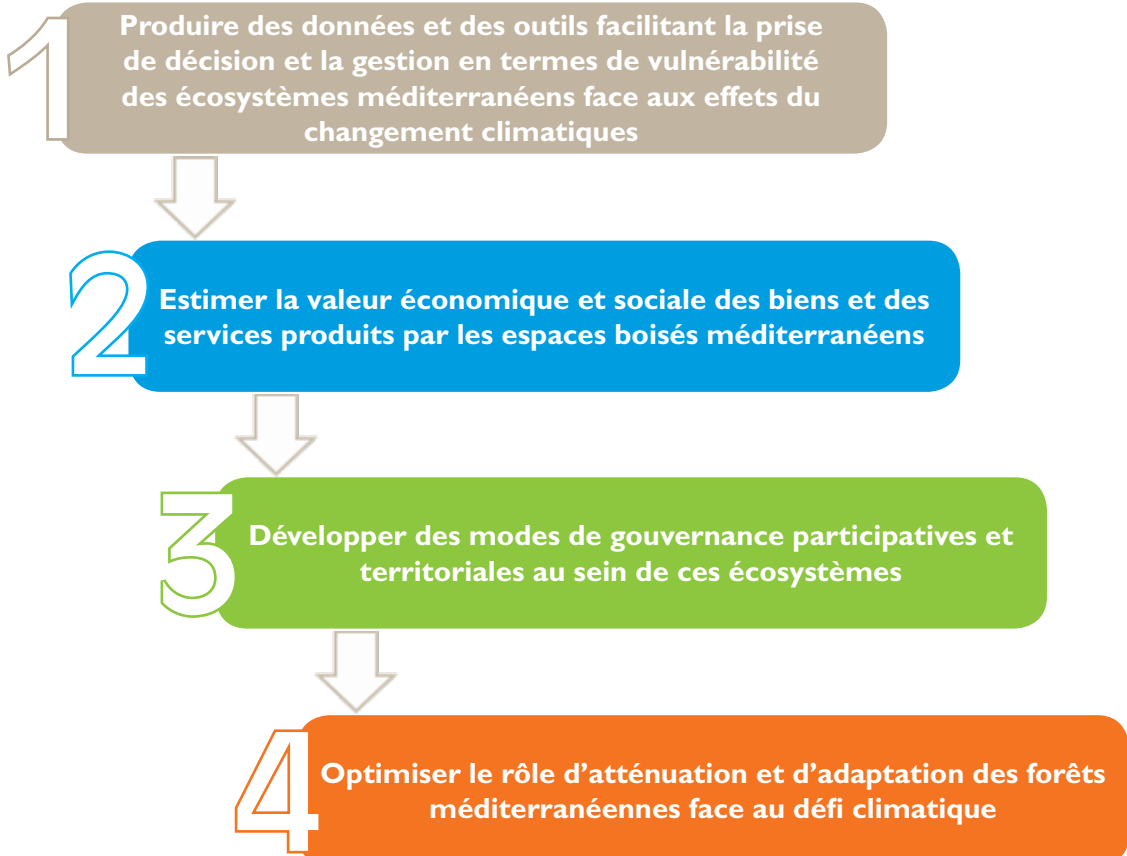 1
Produire des données et des outils facilitant la prise
de décision et la gestion en termes de vulnérabilité
des écosystèmes méditerranéens face aux effets du
changement climatiques
2
Estimer la valeur économique et sociale des biens et des
services produits par les espaces boisés méditerranéens
3
Développer des modes de gouvernance participatives et
territoriales au sein de ces écosystèmes
4
Optimiser le rôle d’atténuation et d’adaptation des forêts
méditerranéennes face au défi climatique